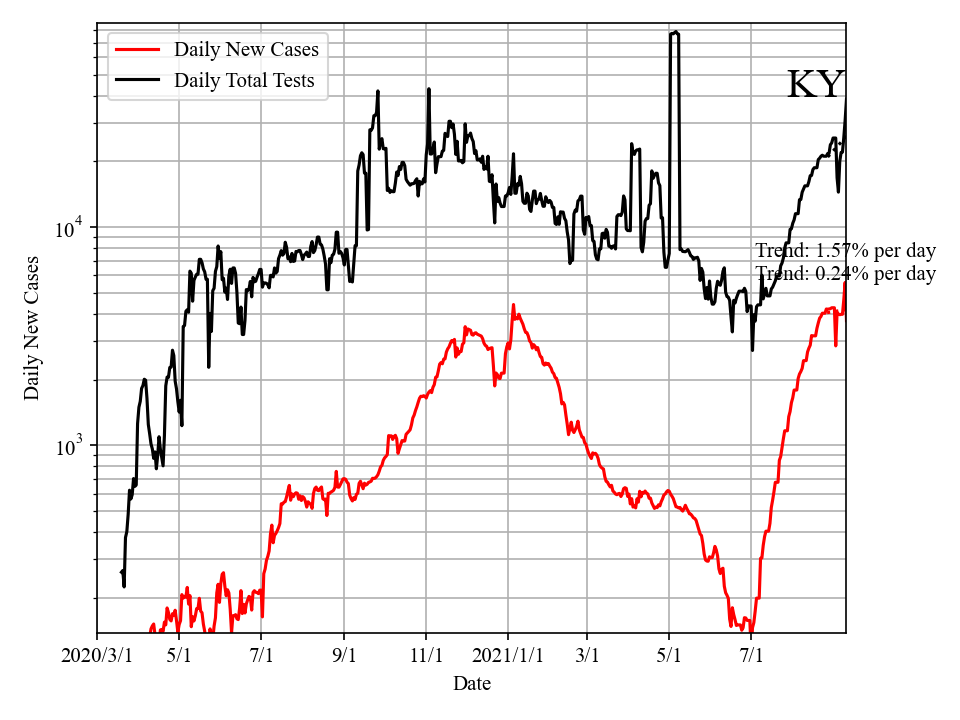 Daily New Cases
Daily Total Tests
KY
10^4
Trend: 1.57% per day
Trend: 0.24% per day
Daily New Cases
10^3
2020/3/1 5/1 7/1 9/1 11/1 2021/1/1 3/1 5/1 7/1
Date